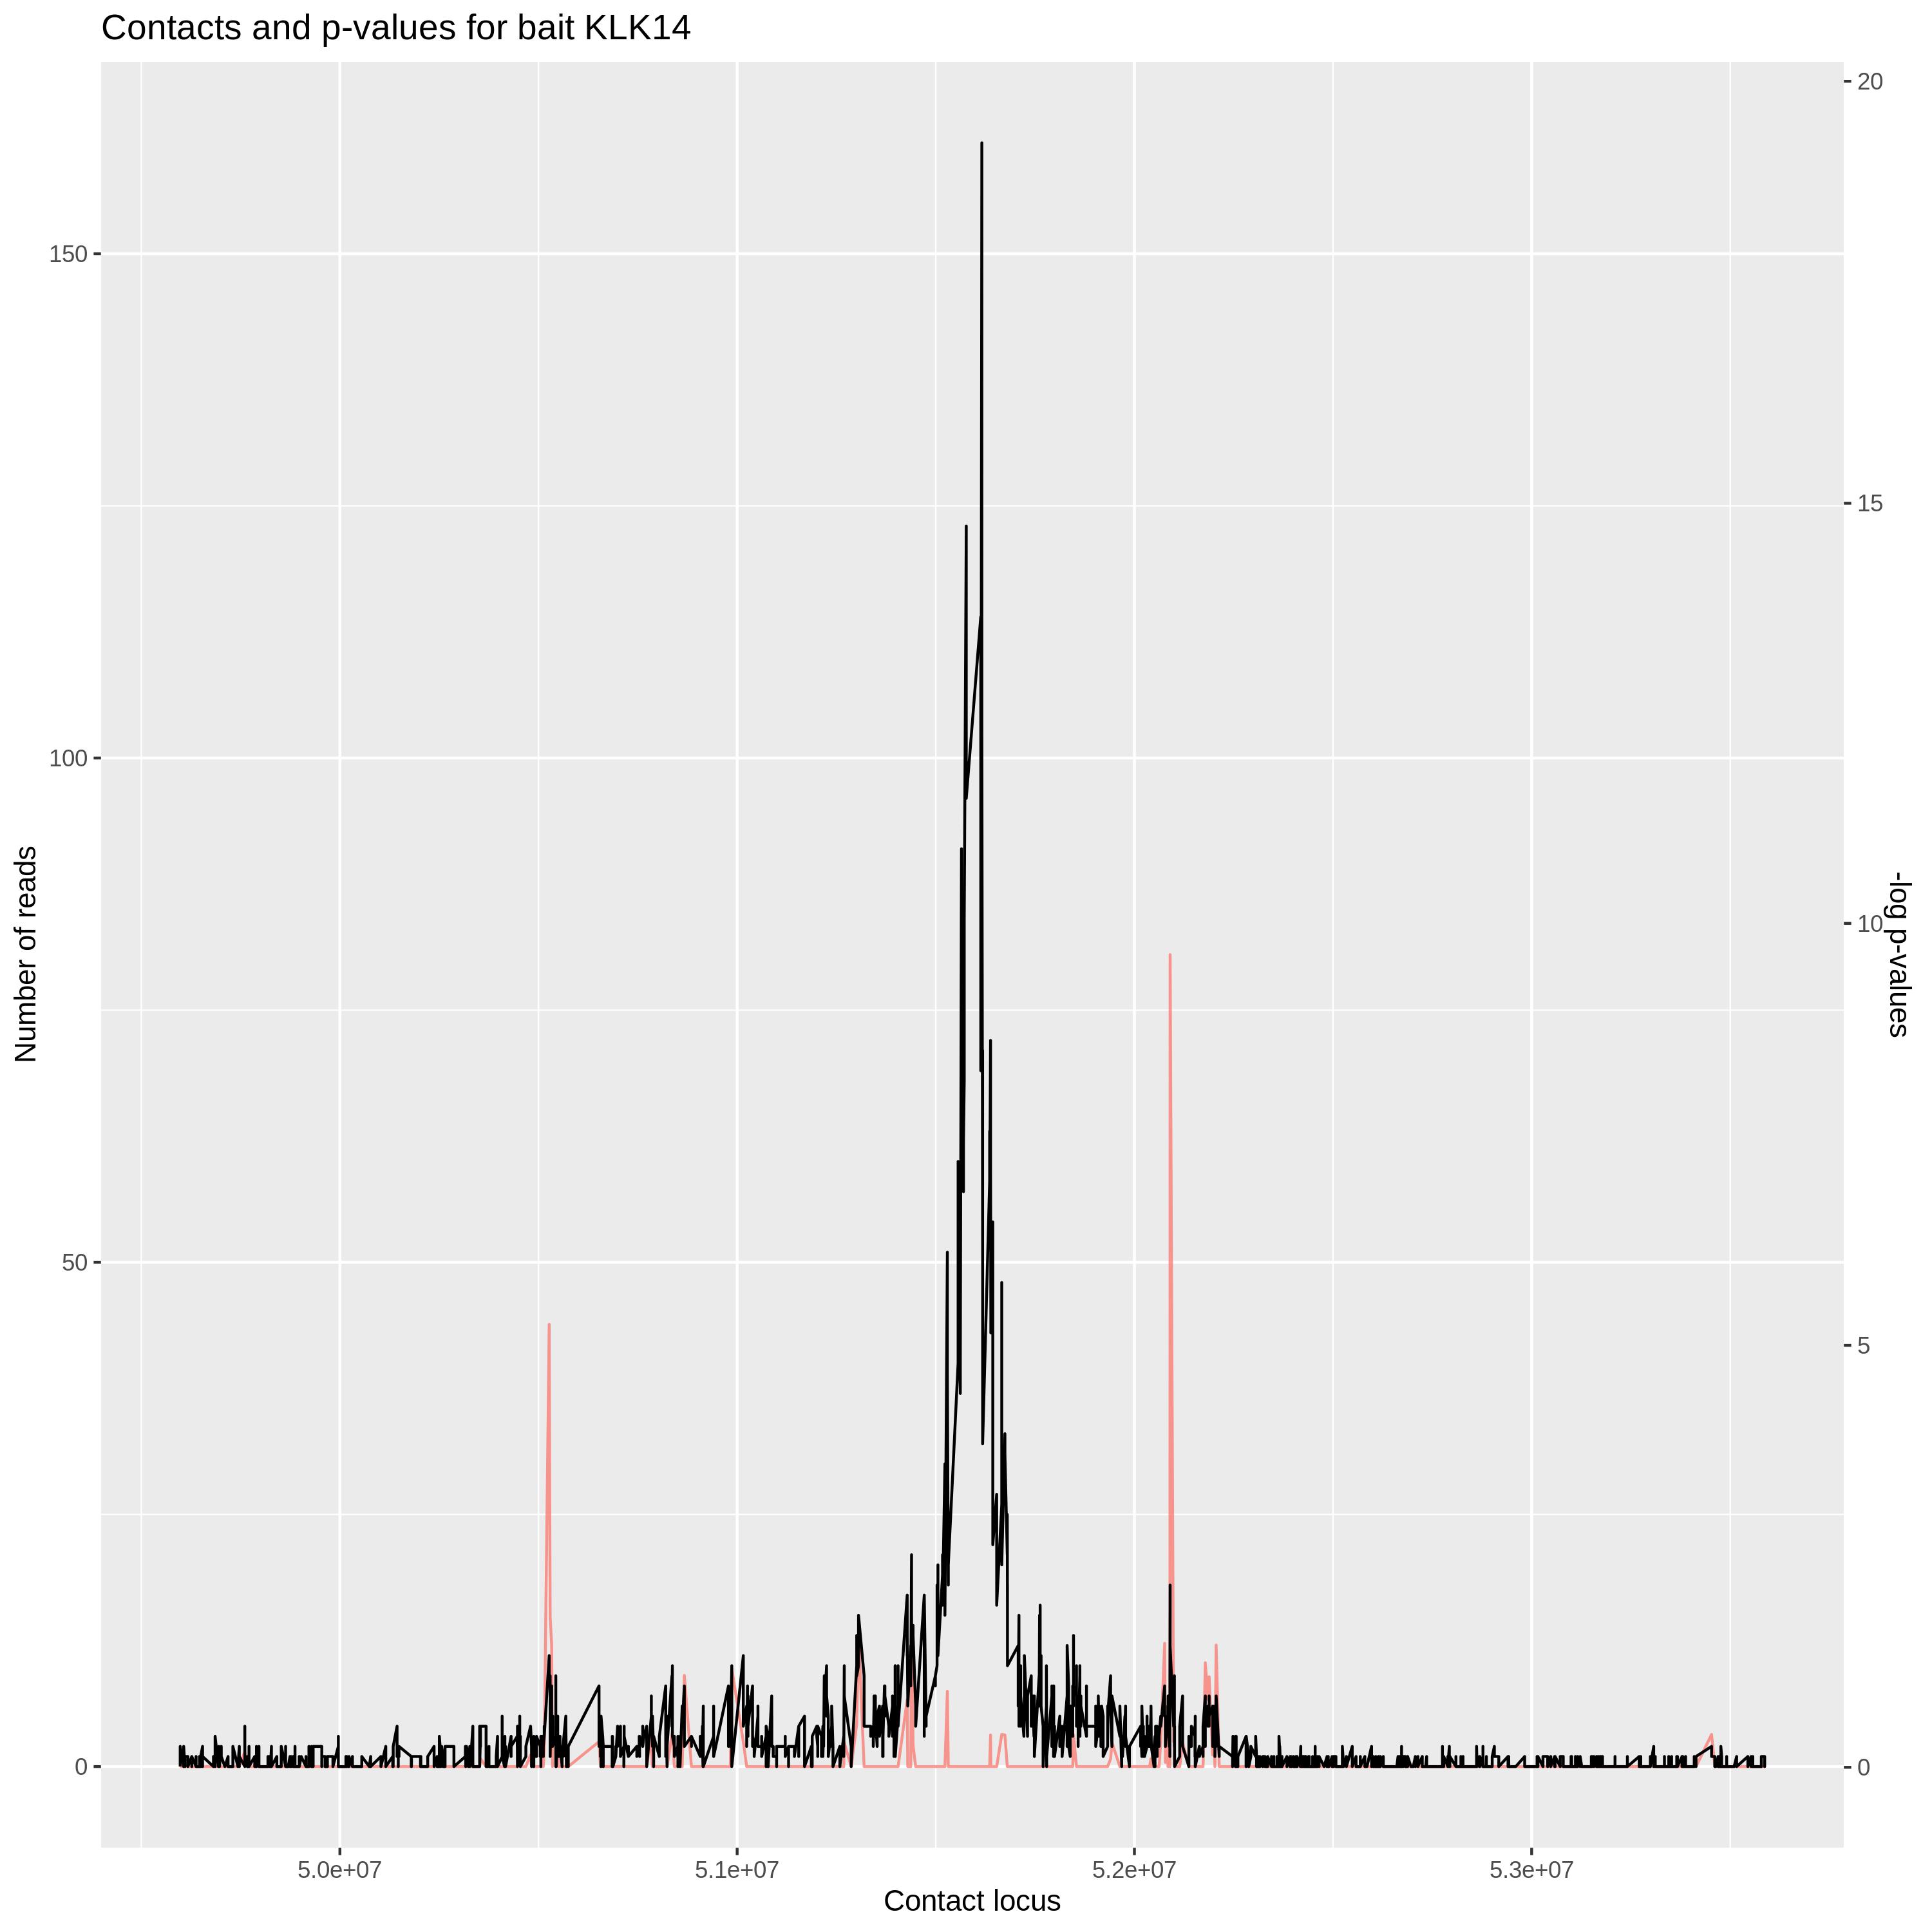 Contacts and p-values for bait KLK14
20
150
15
100
10
Number of reads
-log p-values
50
5
0
0
5.0e+07
5.1e+07
5.2e+07
5.3e+07
Contact locus